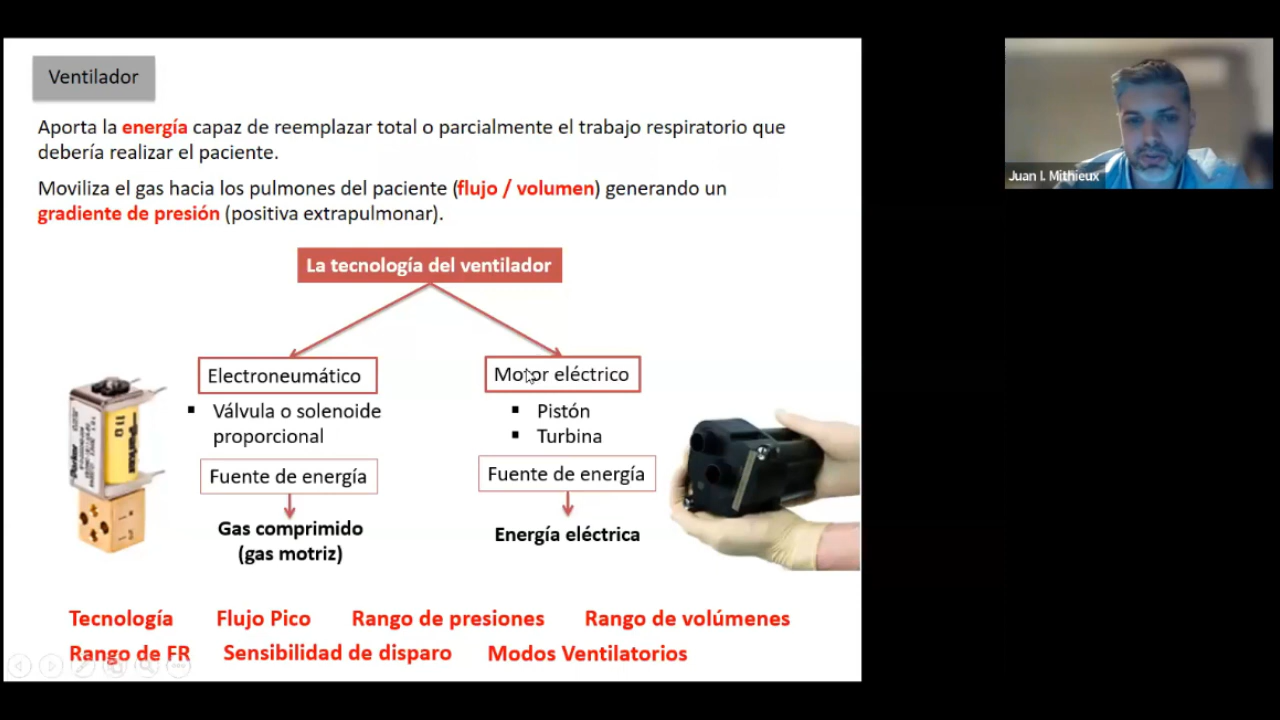 Ventilador
Aporta la energía capaz de reemplazar total o parcialmente el trabajo respiratorio que
debería realizar el paciente.
Moviliza el gas hacia los pulmones del paciente (flujo / volumen) generando un
gradiente de presión (positiva extrapulmonar).
La tecnología del ventilador
Electroneumático
Motor eléctrico
Válvula o solenoide
proporcional
Pistón
Turbina
Fuente de energía
Fuente de energía
Gas comprimido
(gas motriz)
Energía eléctrica
Parker
Parker
Tecnología Flujo Pico Rango de presiones Rango de volúmenes
Rango de FR Sensibilidad de disparo Modos Ventilatorios
Juan I. Mithieux